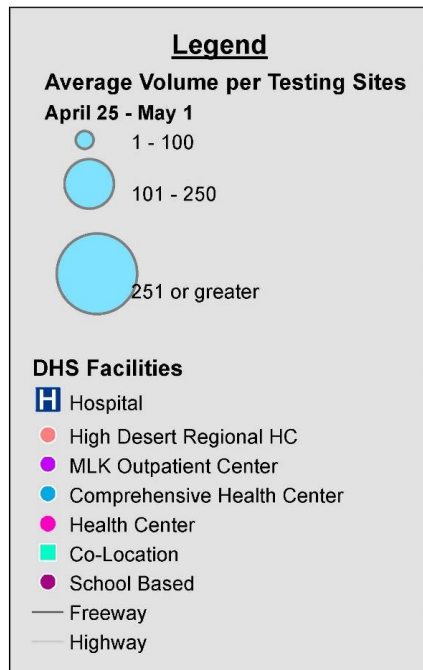 Legend
Average Volume per Testing Sites
April 25 - May 1
1 - 100
101 - 250
251 or greater
DHS Facilities
H Hospital
High Desert Regional HC
MLK Outpatient Center
Comprehensive Health Center
Health Center
Co-Location
School Based
Freeway
Highway